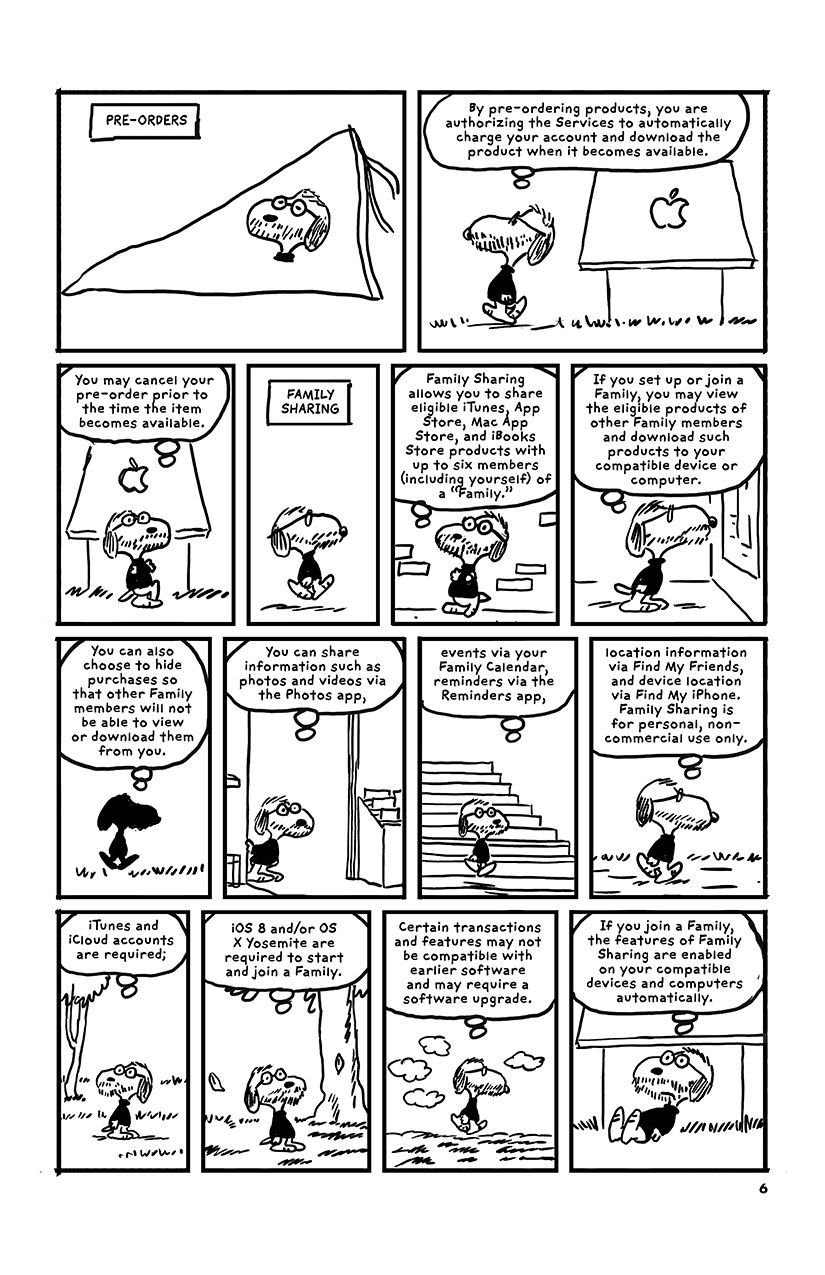 PRE-ORDERS
By pre-ordering products, you are
authorizing the Services to automatically
charge your account and download the
product when it becomes available.
You may cancel your
pre-order prior to
the time the item
becomes available.
FAMILY
SHARING
Family Sharing
allows you to share
eligible iTunes, App
Store, Mac App
Store, and iBooks
Store products with
up to six members
(including yourself) of
a "Family."
If you set up or join a
Family, you may view
the eligible products of
other Family members
and download such
products to your
compatible device or
computer.
You can also
choose to hide
purchases so
that other Family
members will not
be able to view
or download them
from you.
You can share
information such as
photos and videos via
the Photos app,
events via your
Family Calendar,
reminders via the
Reminders app,
location information
via Find My Friends,
and device location
via Find My iPhone.
Family Sharing is
for personal, non-
commercial use only.
iTunes and
iCloud accounts
are required;
iOS 8 and/or OS
X Yosemite are
required to start
and join a Family.
Certain transactions
and features may not
be compatible with
earlier software
and may require a
software upgrade.
If you join a Family,
the features of Family
Sharing are enabled
on your compatible
devices and computers
automatically.
6